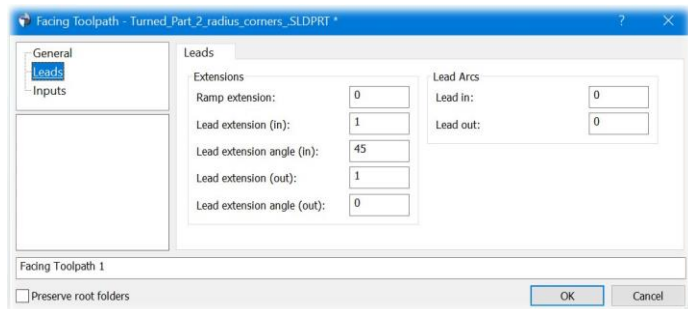 Facing Toolpath - Turned_Part_2_radius_corners_.SLDPRT *
? ×
General
Leads
Inputs
Leads
Extensions
Ramp extension: 0
Lead extension (in): 1
Lead extension angle (in): 45
Lead extension (out): 1
Lead extension angle (out): 0
Lead Arcs
Lead in: 0
Lead out: 0
Facing Toolpath 1
Preserve root folders
OK
Cancel